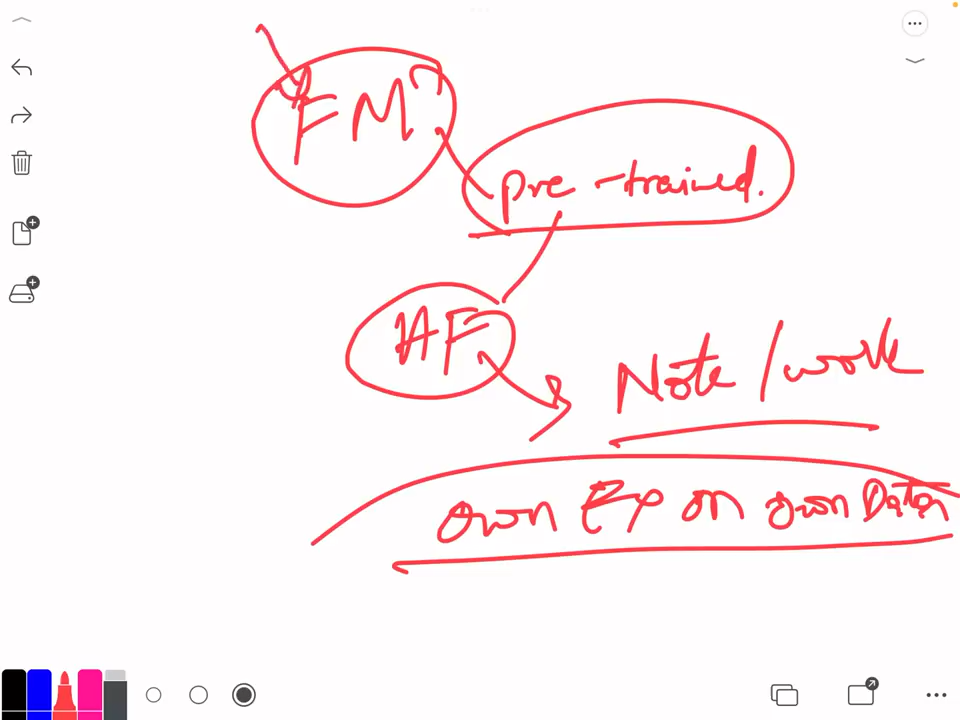 FM
pre-trained.
HF
Note/work
own Exp on own Data